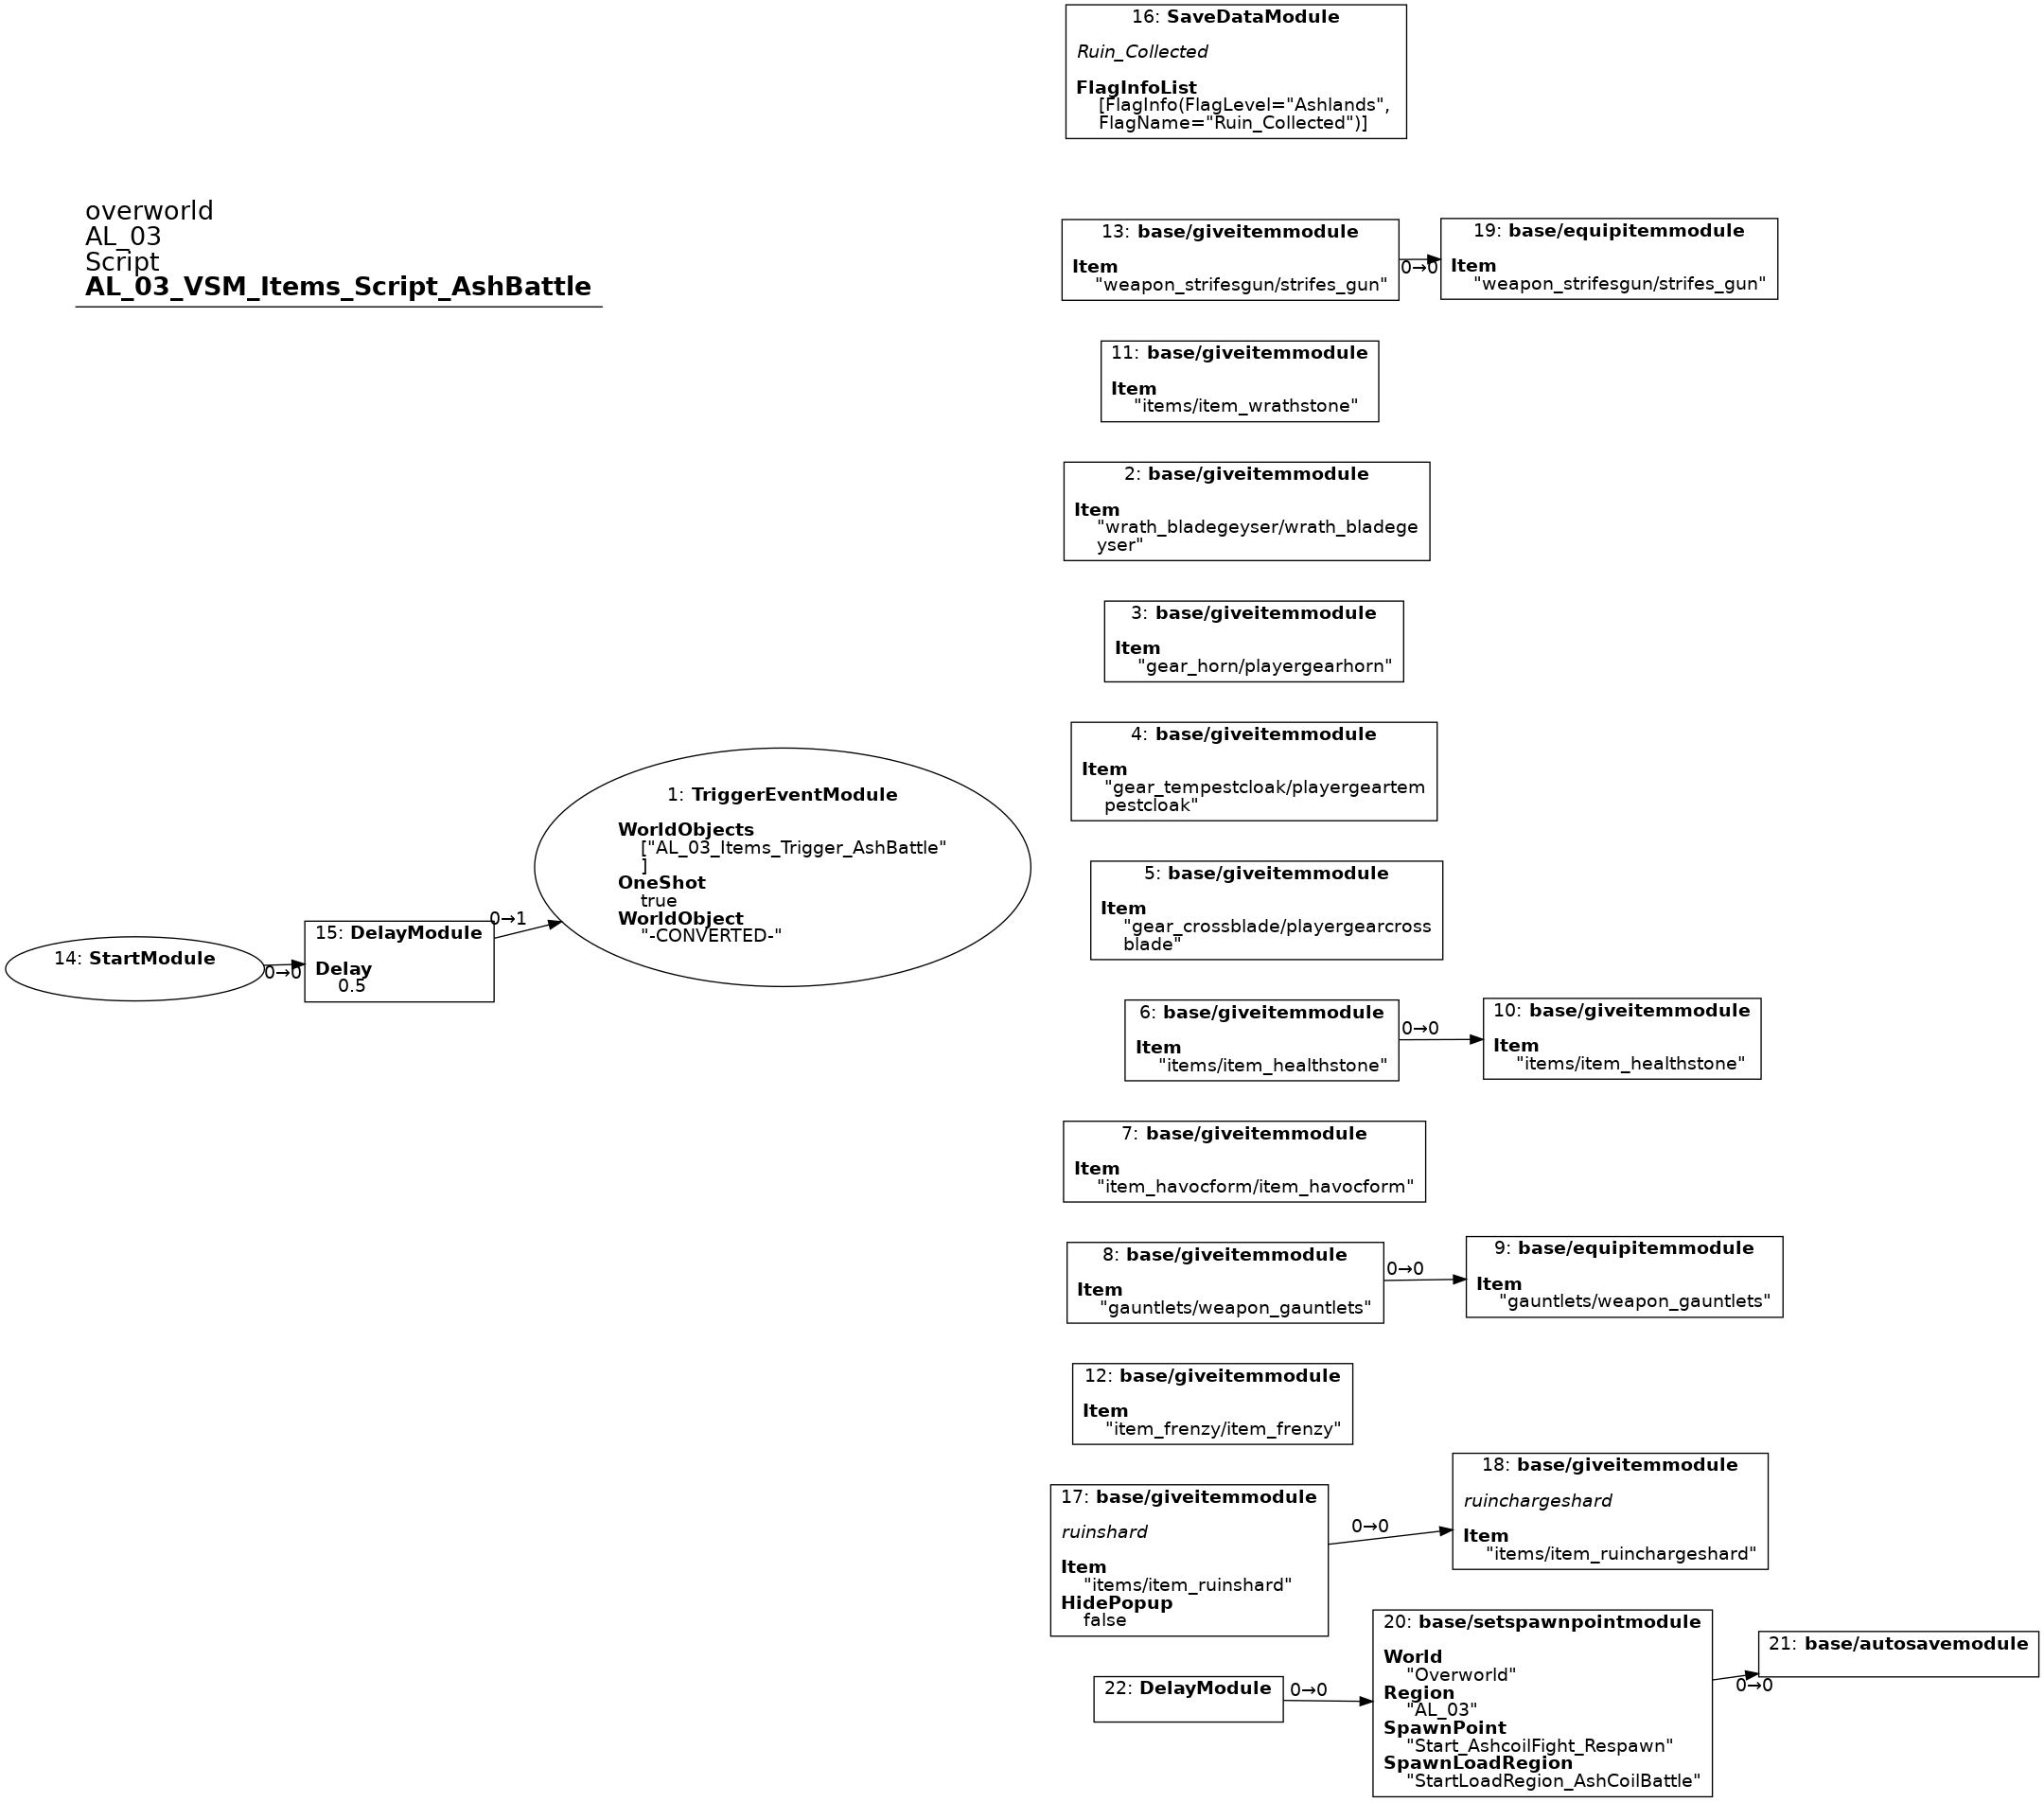 16: SaveDataModule
Ruin_Collected
FlagInfoList
[FlagInfo(FlagLevel="Ashlands",
FlagName="Ruin_Collected")]
overworld
AL_03
Script
AL_03_VSM_Items_Script_AshBattle
13: base/giveitemmodule
Item
"weapon_strifesgun/strifes_gun"
0→0
19: base/equipitemmodule
Item
"weapon_strifesgun/strifes_gun"
11: base/giveitemmodule
Item
"items/item_wrathstone"
2: base/giveitemmodule
Item
"wrath_bladegeyser/wrath_bladege
yser"
3: base/giveitemmodule
Item
"gear_horn/playergearhorn"
4: base/giveitemmodule
Item
"gear_tempestcloak/playergeartem
pestcloak"
1: TriggerEventModule
WorldObjects
["AL_03_Items_Trigger_AshBattle"
]
OneShot
true
WorldObject
"-CONVERTED-"
5: base/giveitemmodule
Item
"gear_crossblade/playergearcross
blade"
14: StartModule
0→0
15: DelayModule
Delay
0.5
0→1
6: base/giveitemmodule
Item
"items/item_healthstone"
0→0
10: base/giveitemmodule
Item
"items/item_healthstone"
7: base/giveitemmodule
Item
"item_havocform/item_havocform"
8: base/giveitemmodule
Item
"gauntlets/weapon_gauntlets"
0→0
9: base/equipitemmodule
Item
"gauntlets/weapon_gauntlets"
12: base/giveitemmodule
Item
"item_frenzy/item_frenzy"
17: base/giveitemmodule
ruinshard
Item
"items/item_ruinshard"
HidePopup
false
0→0
18: base/giveitemmodule
ruinchargeshard
Item
"items/item_ruinchargeshard"
22: DelayModule
0→0
20: base/setspawnpointmodule
World
"Overworld"
Region
"AL_03"
SpawnPoint
"Start_AshcoilFight_Respawn"
SpawnLoadRegion
"StartLoadRegion_AshCoilBattle"
0→0
21: base/autosavemodule